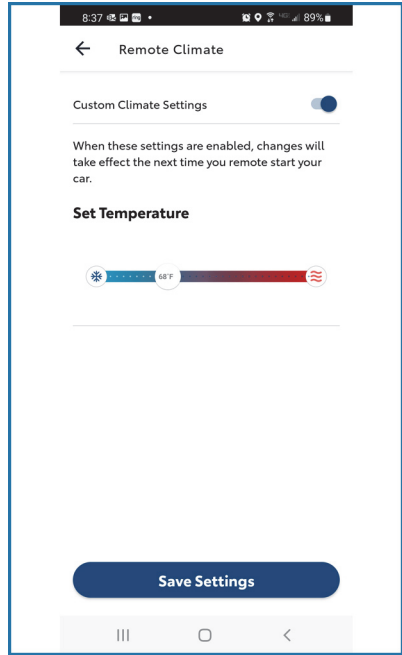 8:37
89%
Remote Climate
Custom Climate Settings
When these settings are enabled, changes will
take effect the next time you remote start your
car.
Set Temperature
68°F
Save Settings